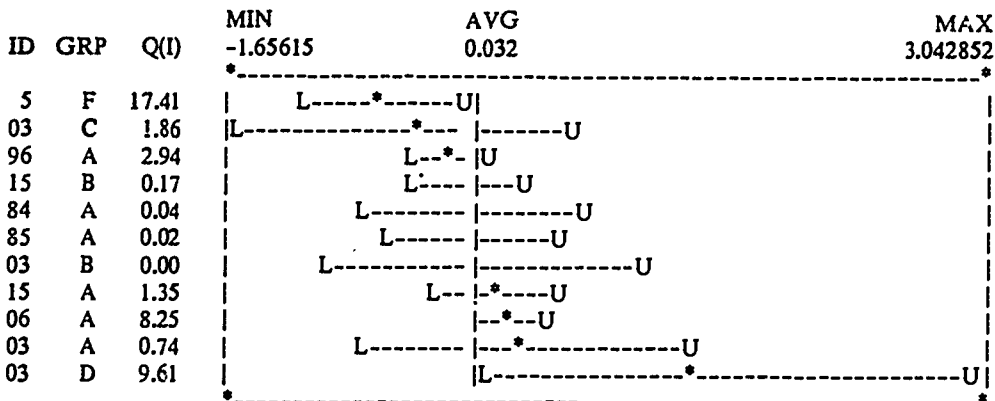 MIN AVG MAX
ID GRP Q(I) -1.65615 0.032 3.042852
*--------------------------------------------------------------*
5 F 17.41 | L-----*------U| |
03 C 1.86 |L--------------*--- |-------U |
96 A 2.94 | L--*- |U |
15 B 0.17 | L---- |---U |
84 A 0.04 | L-------- |--------U |
85 A 0.02 | L------ |------U |
03 B 0.00 | L----------- |-------------U |
15 A 1.35 | L-- |-*----U |
06 A 8.25 | |--*--U |
03 A 0.74 | L-------- |---*-------------U |
03 D 9.61 | |L----------------*----------------------U |
*----------------------------- *